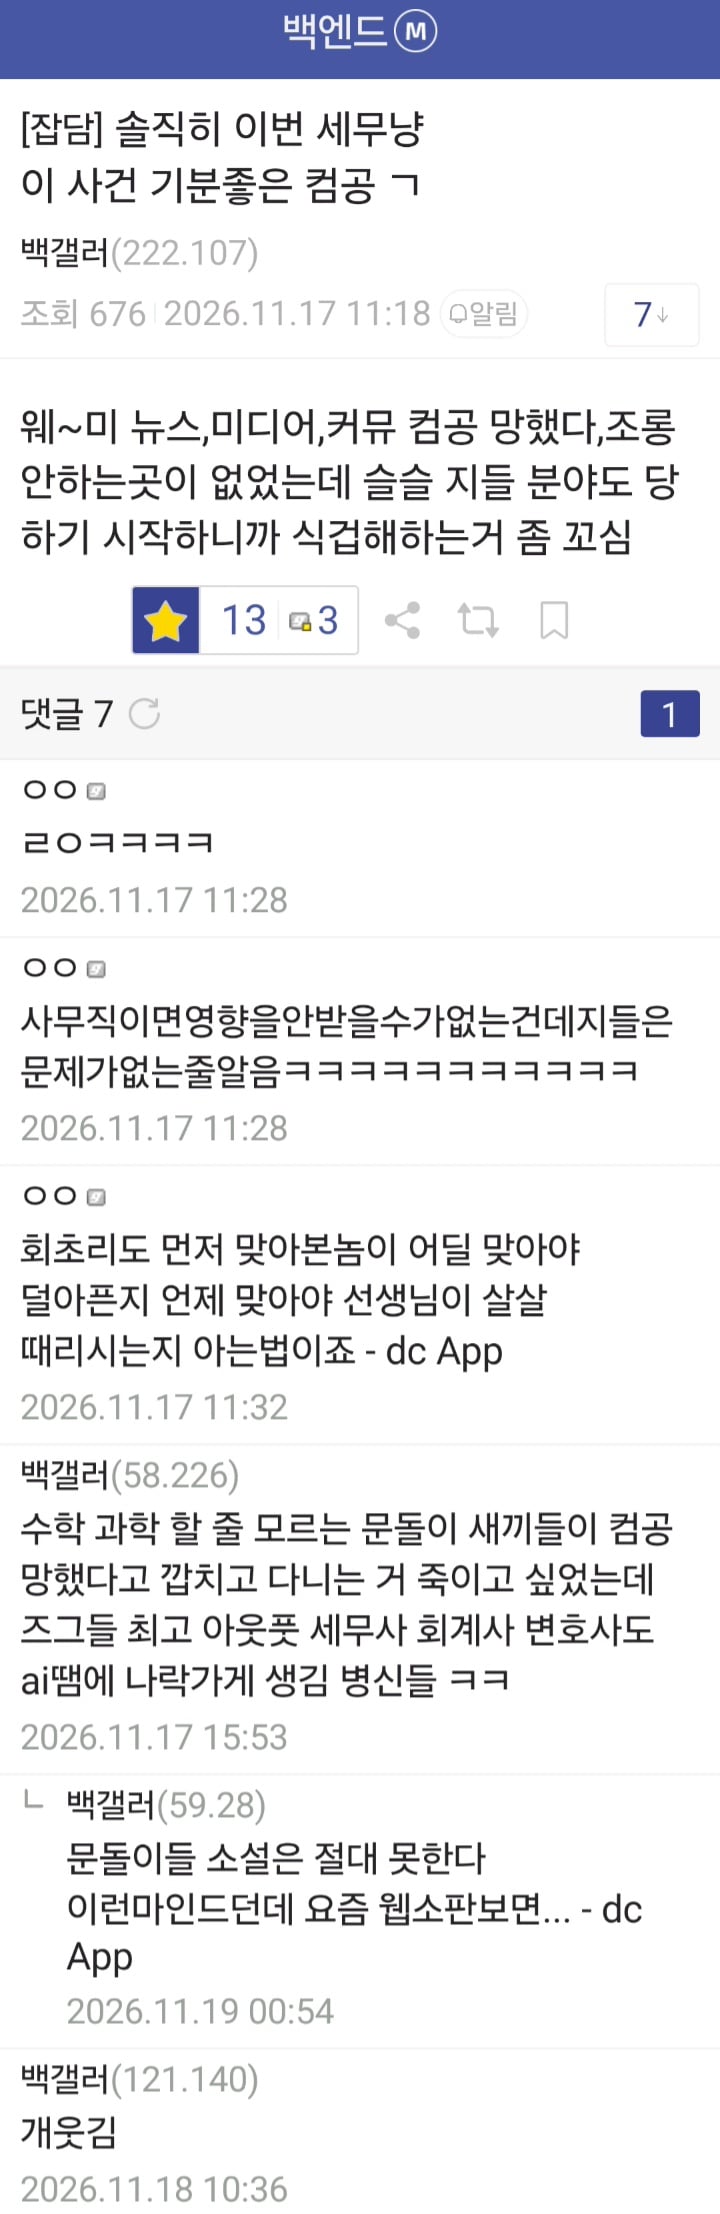 백엔드 M
[잡담] 솔직히 이번 세무냥
이 사건 기분좋은 컴공 ㄱ
백갤러(222.107)
조회 676 2026.11.17 11:18 알림 7↓
웨~미 뉴스,미디어,커뮤 컴공 망했다,조롱
안하는곳이 없었는데 슬슬 지들 분야도 당
하기 시작하니까 식겁해하는거 좀 꼬심
13 3
댓글 7 1
ㅇㅇ
ㄹㅇㅋㅋㅋㅋ
2026.11.17 11:28
ㅇㅇ
사무직이면영향을안받을수가없는건데지들은
문제가없는줄알음ㅋㅋㅋㅋㅋㅋㅋㅋㅋㅋㅋ
2026.11.17 11:28
ㅇㅇ
회초리도 먼저 맞아본놈이 어딜 맞아야
덜아픈지 언제 맞아야 선생님이 살살
때리시는지 아는법이죠 - dc App
2026.11.17 11:32
백갤러(58.226)
수학 과학 할 줄 모르는 문돌이 새끼들이 컴공
망했다고 깝치고 다니는 거 죽이고 싶었는데
즈그들 최고 아웃풋 세무사 회계사 변호사도
ai땜에 나락가게 생김 병신들 ㅋㅋ
2026.11.17 15:53
백갤러(59.28)
문돌이들 소설은 절대 못한다
이런마인드던데 요즘 웹소판보면... - dc
App
2026.11.19 00:54
백갤러(121.140)
개웃김
2026.11.18 10:36